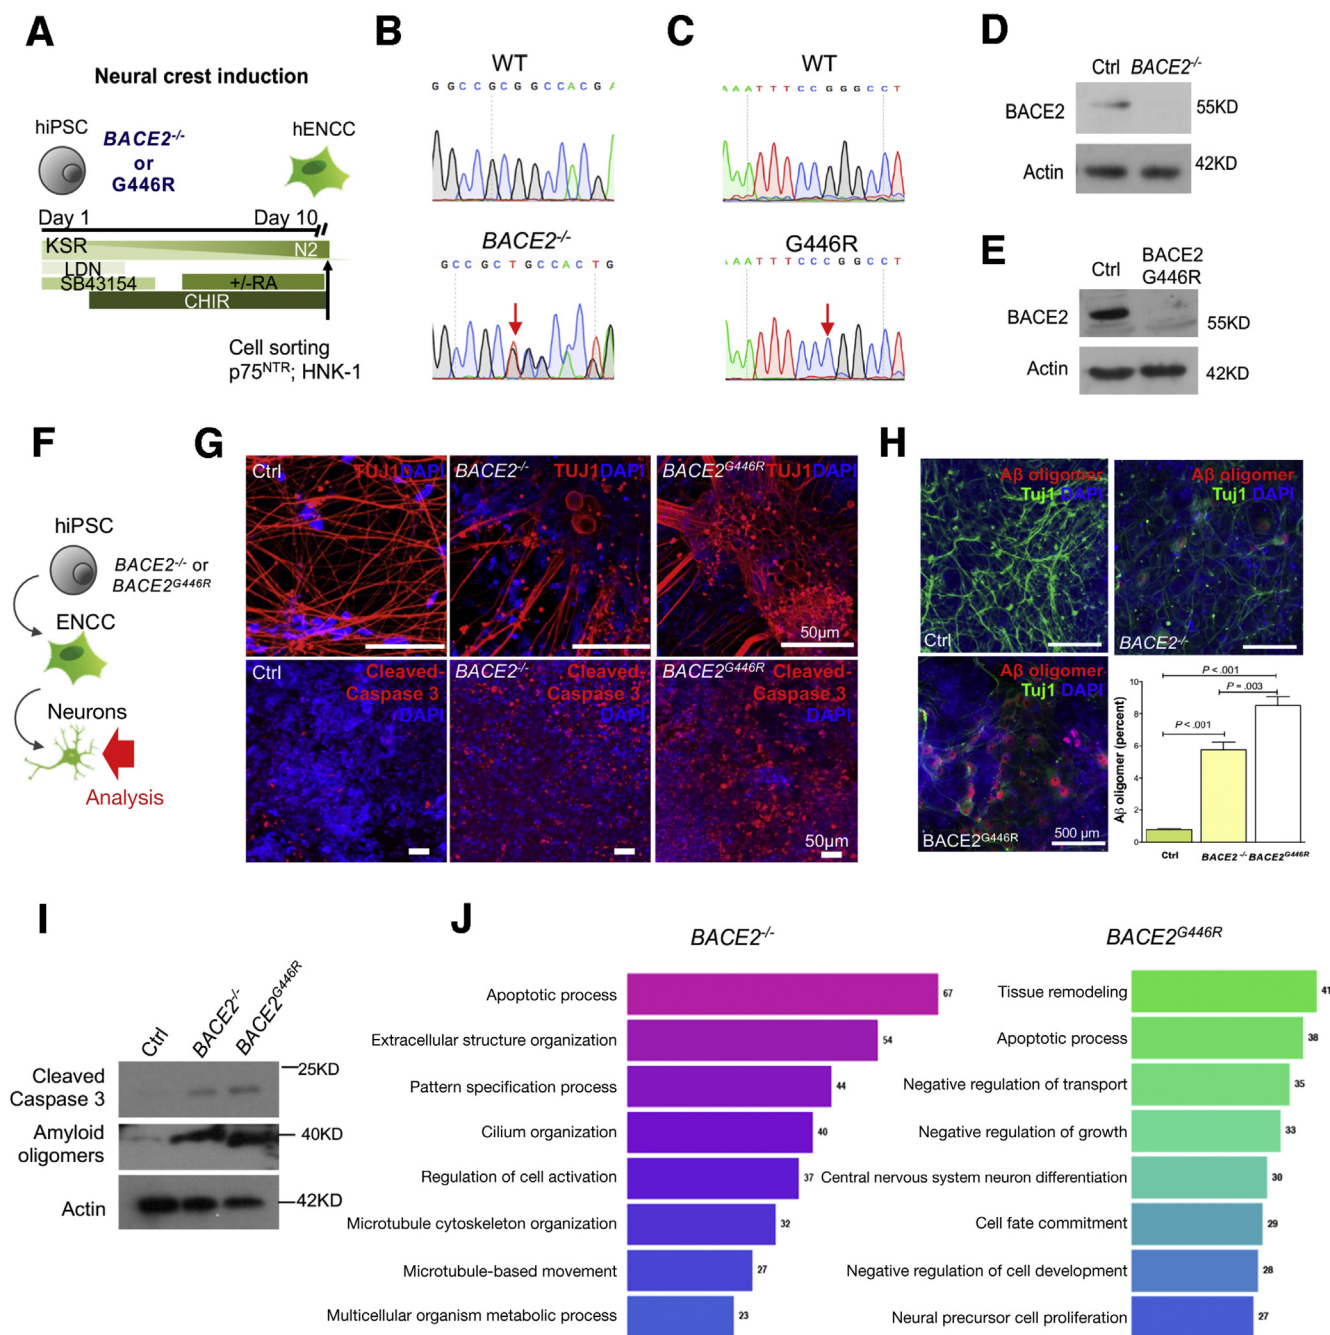 A
Neural crest induction
hiPSC
BACE2-/-
or
G446R
hENCC
Day 1
Day 10
KSR
N2
LDN
SB43154
+/-RA
CHIR
Cell sorting
p75NTR; HNK-1
B
WT
G G C C G C G G C C A C G A
BACE2-/-
G C C G C T G C C A C T G
C
WT
A A A T T T C C G G G C C T
G446R
A A A T T T C C C G G C C T
D
Ctrl BACE2-/-
BACE2
55KD
Actin
42KD
E
Ctrl
BACE2
G446R
BACE2
55KD
Actin
42KD
F
hiPSC
BACE2-/- or
BACE2G446R
ENCC
Neurons
Analysis
G
Ctrl TUJ1DAPI
BACE2-/- TUJ1DAPI
BACE2G446R TUJ1DAPI
50µm
Ctrl Cleaved-
Caspase 3
DAPI
BACE2-/- Cleaved-
Caspase 3
DAPI
BACE2G446R Cleaved-
Caspase 3
DAPI
50µm
H
Aβ oligomer
Tuj1 DAPI
Ctrl
Aβ oligomer
Tuj1 DAPI
BACE2-/-
Aβ oligomer
Tuj1 DAPI
BACE2G446R
500 µm
P <.001
P =.003
P <.001
Aβ oligomer (percent)
10
8
6
4
2
0
Ctrl BACE2 -/- BACE2G446R
I
Ctrl
BACE2-/-
BACE2G446R
Cleaved
Caspase 3
25KD
Amyloid
oligomers
40KD
Actin
42KD
J
BACE2-/-
Apoptotic process 67
Extracellular structure organization 54
Pattern specification process 44
Cilium organization 40
Regulation of cell activation 37
Microtubule cytoskeleton organization 32
Microtubule-based movement 27
Multicellular organism metabolic process 23
BACE2G446R
Tissue remodeling 41
Apoptotic process 38
Negative regulation of transport 35
Negative regulation of growth 33
Central nervous system neuron differentiation 30
Cell fate commitment 29
Negative regulation of cell development 28
Neural precursor cell proliferation 27